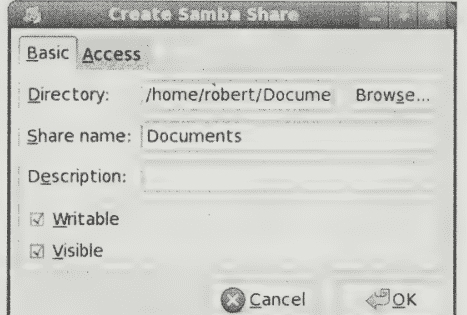 Create Samba Share
Basic Access
Directory: /home/robert/Docume Browse...
Share name: Documents
Description:
Writable
Visible
Cancel OK